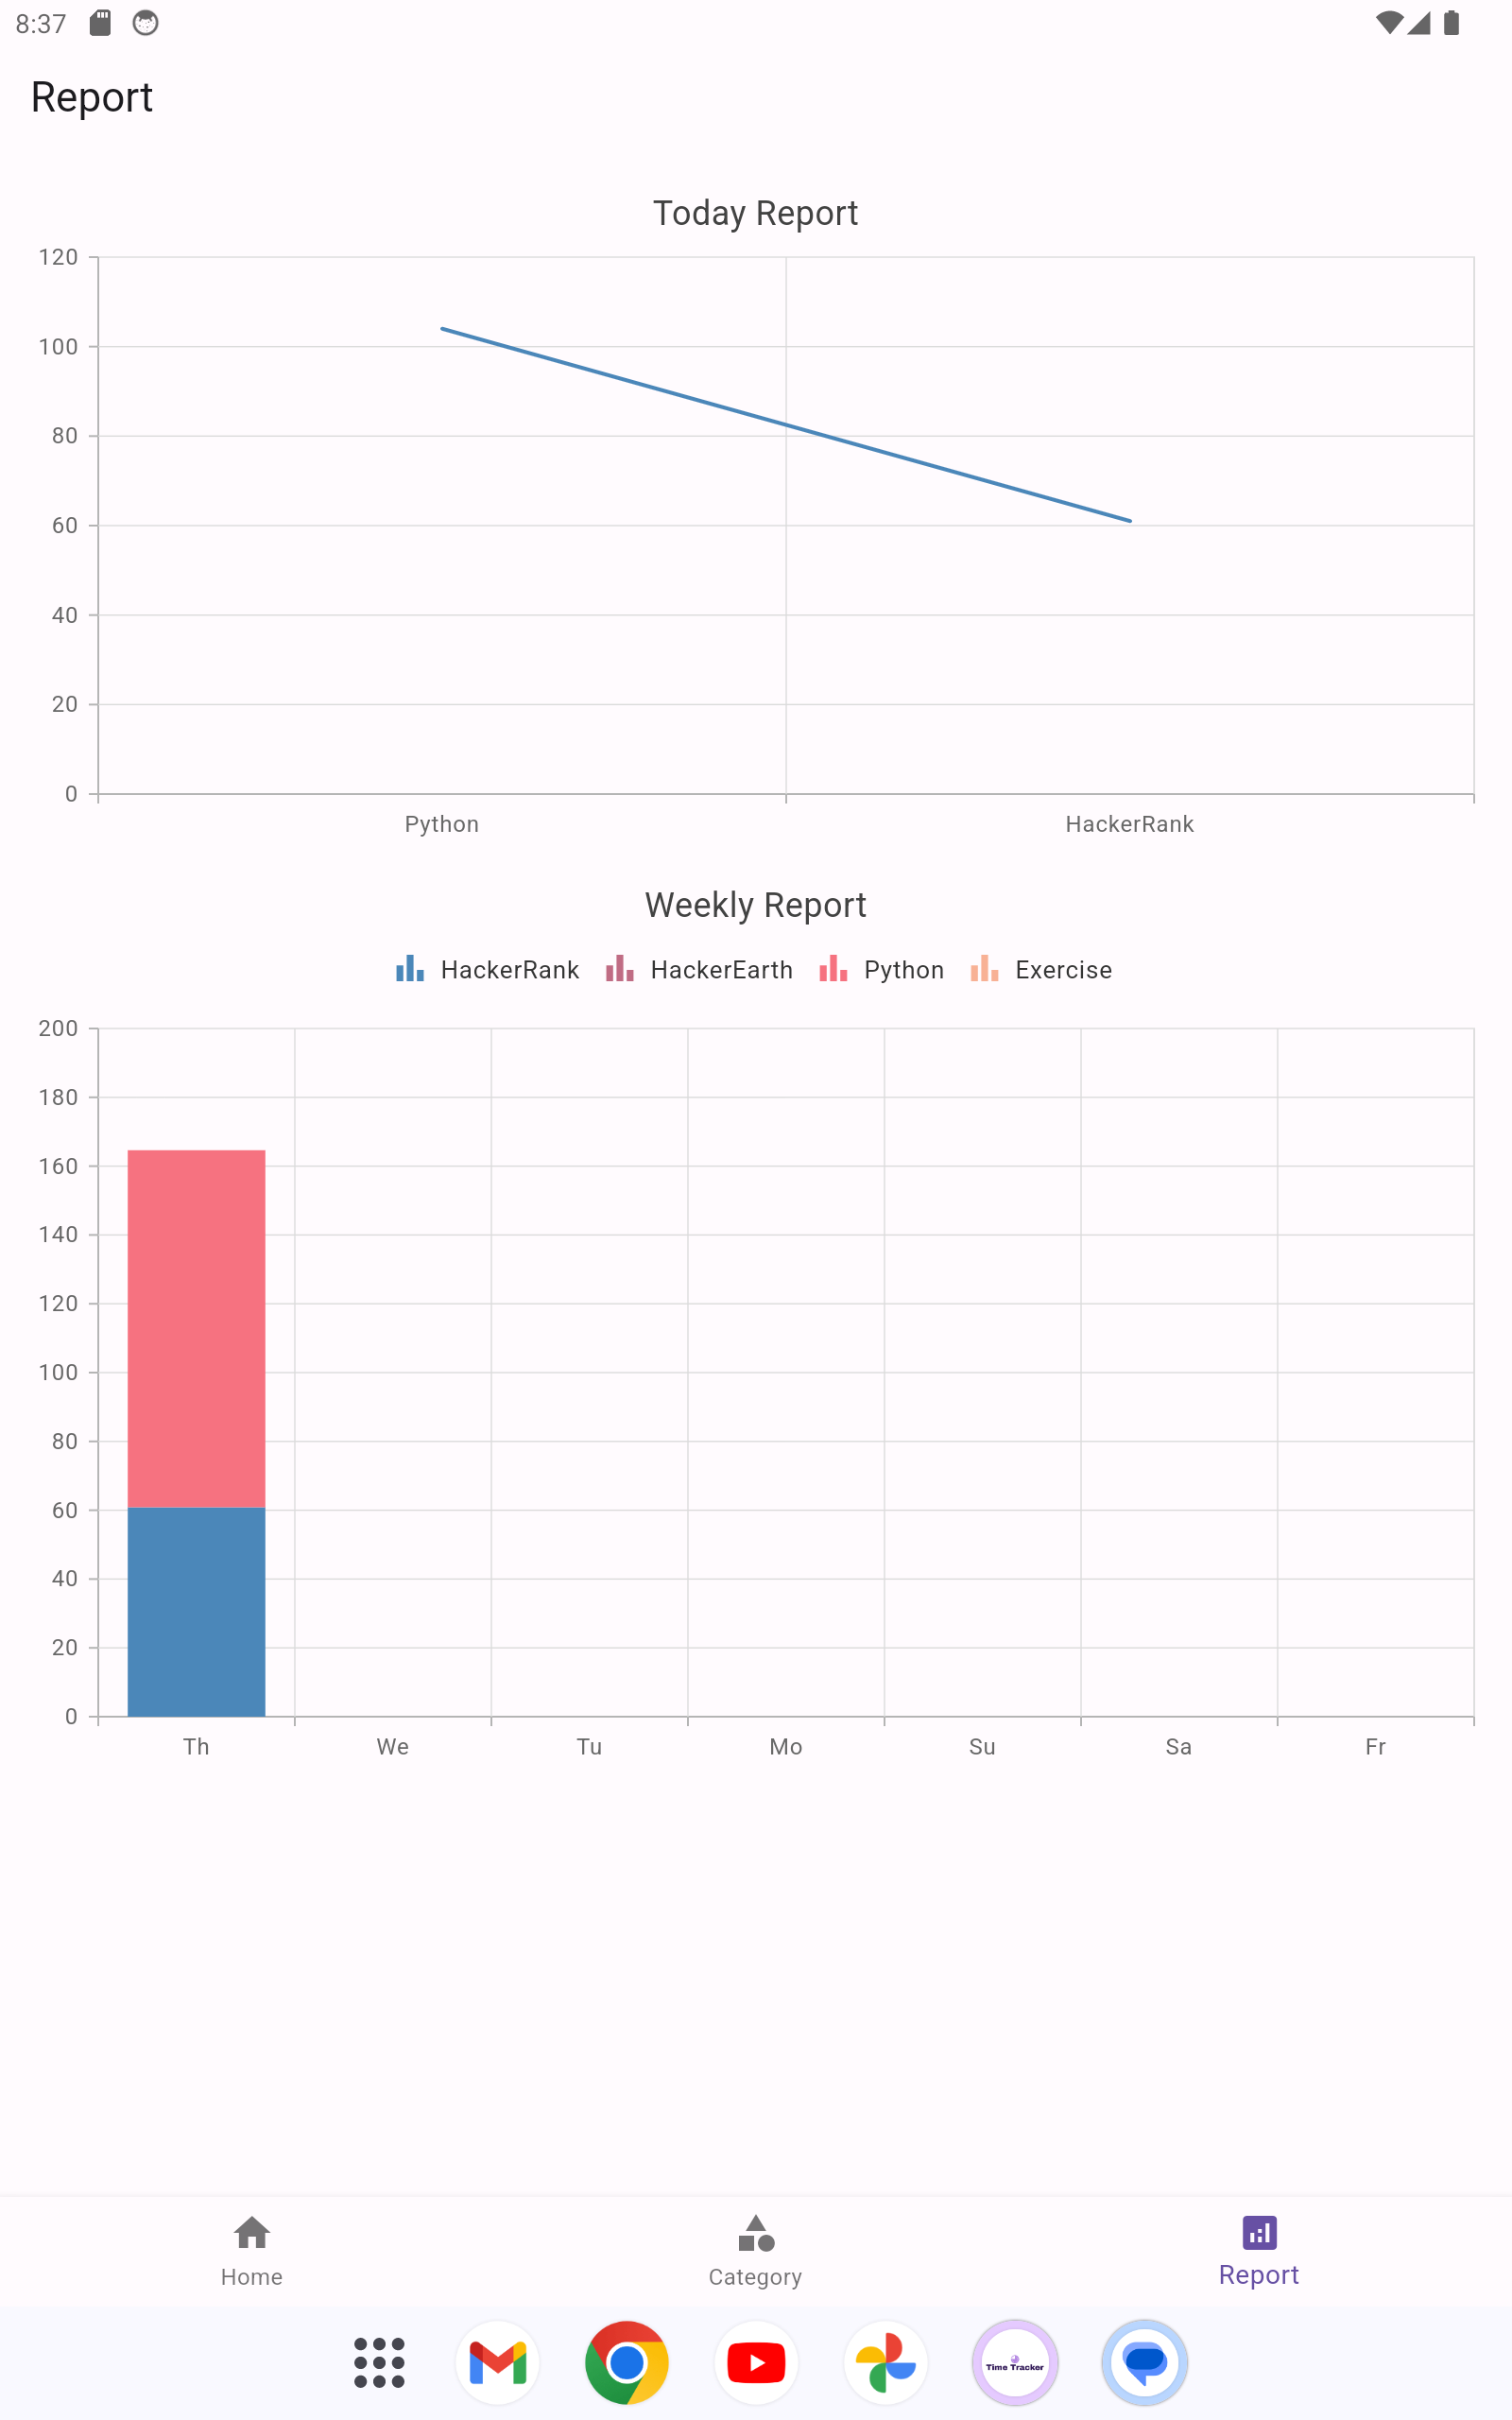 8:37
Report
Today Report
120
100
80
60
40
20
0
Python HackerRank
Weekly Report
HackerRank HackerEarth Python Exercise
200
180
160
140
120
100
80
60
40
20
0
Th We Tu Mo Su Sa Fr
Home Category Report
Time Tracker